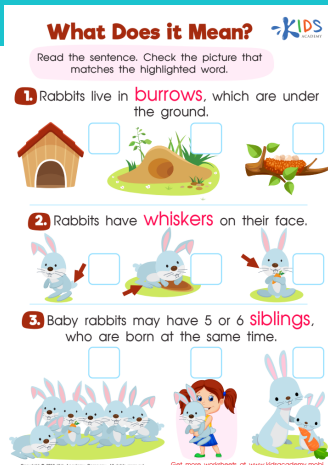 What Does it Mean?
KIDS
ACADEMY
Read the sentence. Check the picture that
matches the highlighted word.
1. Rabbits live in burrows, which are under
the ground.
2. Rabbits have whiskers on their face.
3. Baby rabbits may have 5 or 6 siblings,
who are born at the same time.
Get more worksheets at www.kidsacademy.mobi